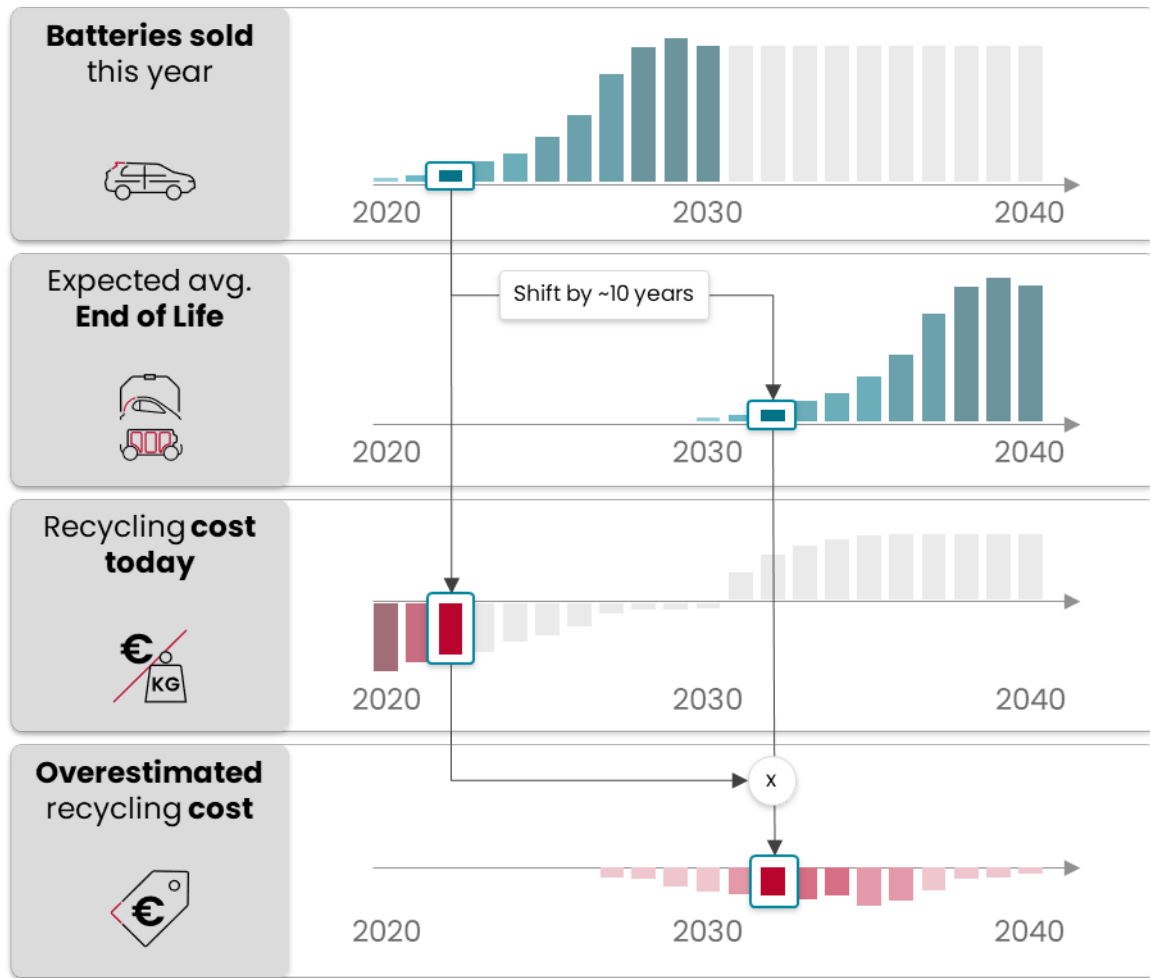 Batteries sold
this year
2020
2030
2040
Expected avg.
End of Life
Shift by ~10 years
2020
2030
2040
Recycling cost
today
€
KG
2020
2030
2040
Overestimated
recycling cost
x
€
2020
2030
2040